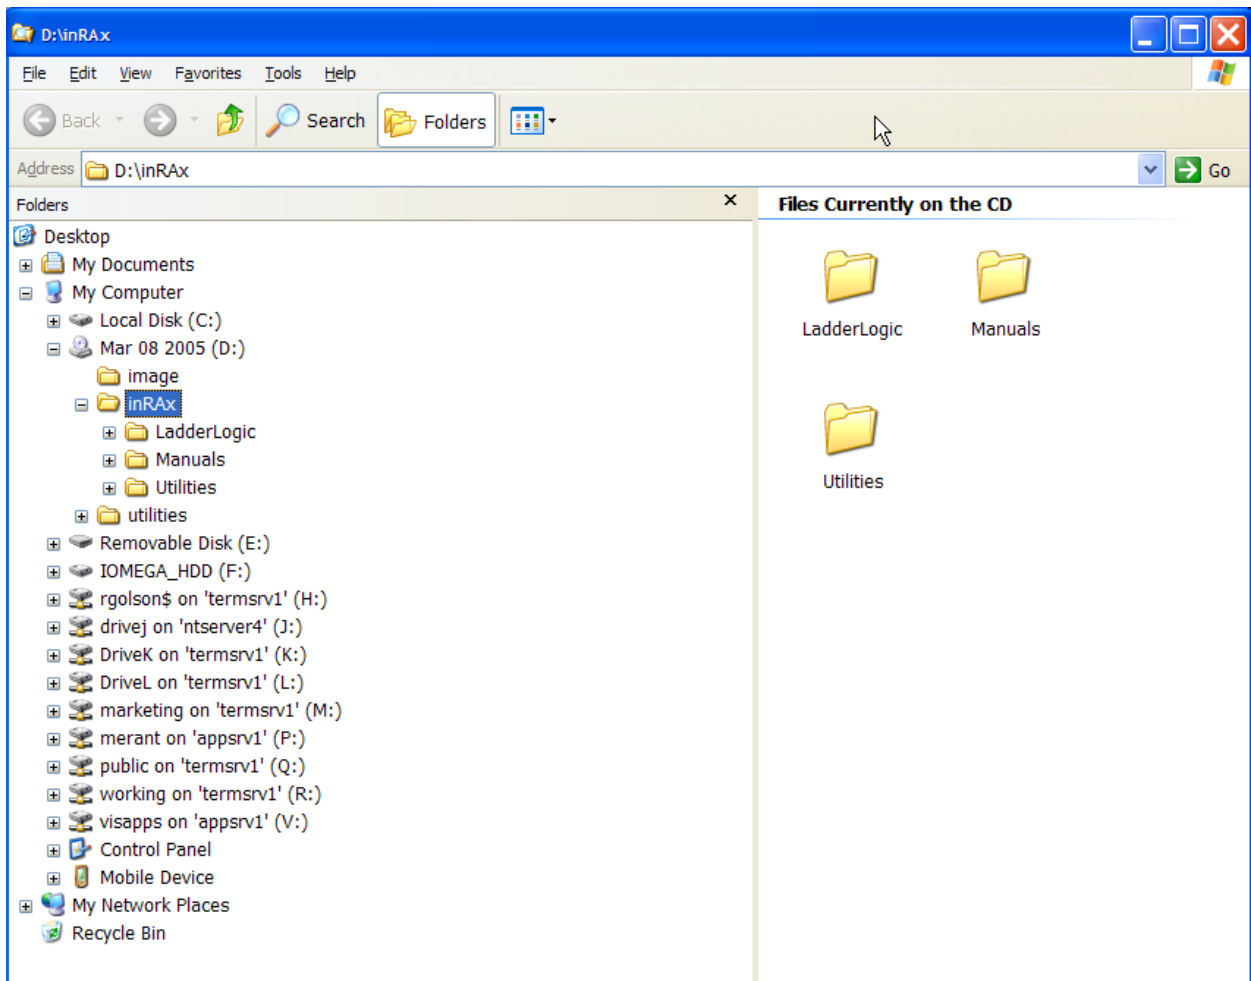 D:\inRAx
File Edit View Favorites Tools Help
Back Search Folders
Address D:\inRAx Go
Folders
Desktop
My Documents
My Computer
Local Disk (C:)
Mar 08 2005 (D:)
image
inRAx
LadderLogic
Manuals
Utilities
utilities
Removable Disk (E:)
IOMEGA_HDD (F:)
rgolson$ on 'termsrv1' (H:)
drivej on 'ntserver4' (J:)
DriveK on 'termsrv1' (K:)
DriveL on 'termsrv1' (L:)
marketing on 'termsrv1' (M:)
merant on 'appsrv1' (P:)
public on 'termsrv1' (Q:)
working on 'termsrv1' (R:)
visapps on 'appsrv1' (V:)
Control Panel
Mobile Device
My Network Places
Recycle Bin
Files Currently on the CD
LadderLogic Manuals
Utilities